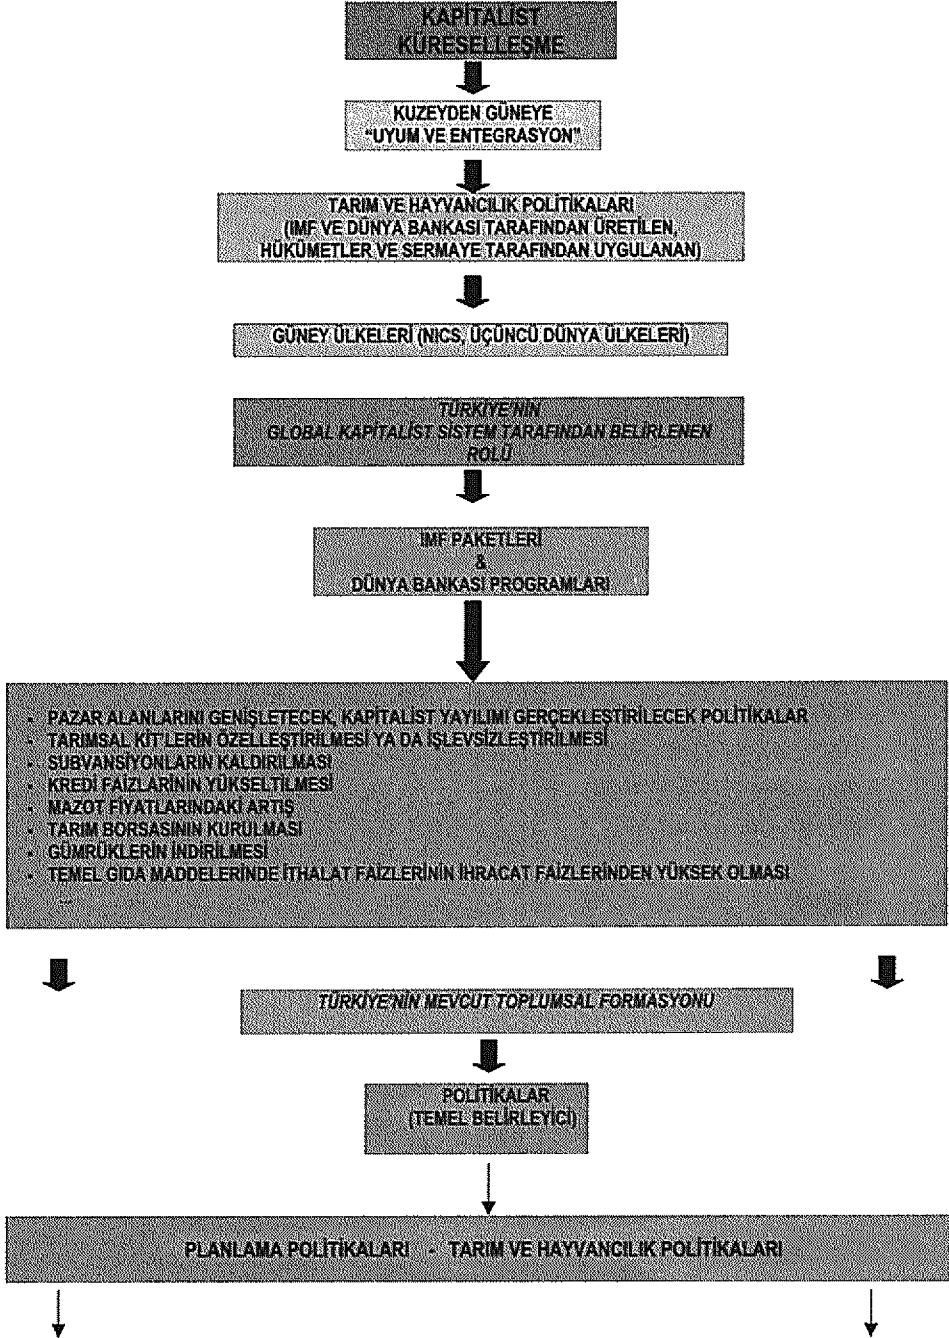 KAPİTALİST
KÜRESELLEŞME
KUZEYDEN GÜNEYE
“UYUM VE ENTEGRASYON”
TARIM VE HAYVANCILIK POLİTİKALARI
(IMF VE DÜNYA BANKASI TARAFINDAN ÜRETİLEN,
HÜKÜMETLER VE SERMAYE TARAFINDAN UYGULANAN)
GÜNEY ÜLKELERİ (NICS, ÜÇÜNCÜ DÜNYA ÜLKELERİ)
TÜRKİYE'NİN
GLOBAL KAPİTALİST SİSTEM TARAFINDAN BELİRLENEN
ROLÜ
IMF PAKETLERİ
&
DÜNYA BANKASI PROGRAMLARI
- PAZAR ALANLARINI GENİŞLETECEK, KAPİTALİST YAYILIMI GERÇEKLEŞTİRİLECEK POLİTİKALAR
- TARIMSAL KİT'LERİN ÖZELLEŞTİRİLMESİ YA DA İŞLEVSİZLEŞTİRİLMESİ
- SUBVANSİYONLARIN KALDIRILMASI
- KREDİ FAİZLARİNIN YÜKSELTİLMESİ
- MAZOT FİYATLARINDAKİ ARTIŞ
- TARIM BORSASININ KURULMASI
- GÜMRÜKLERİN İNDİRİLMESİ
- TEMEL GIDA MADDELERİNDE İTHALAT FAİZLERİNİN İHRACAT FAİZLERİNDEN YÜKSEK OLMASI
...
TÜRKİYE'NİN MEVCUT TOPLUMSAL FORMASYONU
POLİTİKALAR
(TEMEL BELİRLEYİCİ)
PLANLAMA POLİTİKALARI - TARIM VE HAYVANCILIK POLİTİKALARI